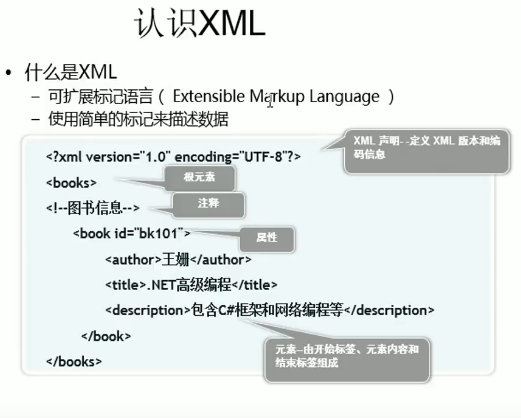 认识XML
• 什么是XML
– 可扩展标记语言（ Extensible Markup Language ）
– 使用简单的标记来描述数据
XML 声明--定义 XML 版本和编
码信息
<?xml version="1.0" encoding="UTF-8"?>
<books>
根元素
<!--图书信息-->
注释
<book id="bk101">
属性
<author>王姗</author>
<title>.NET高级编程</title>
<description>包含C#框架和网络编程等</description>
</book>
元素–由开始标签、元素内容和
结束标签组成
</books>